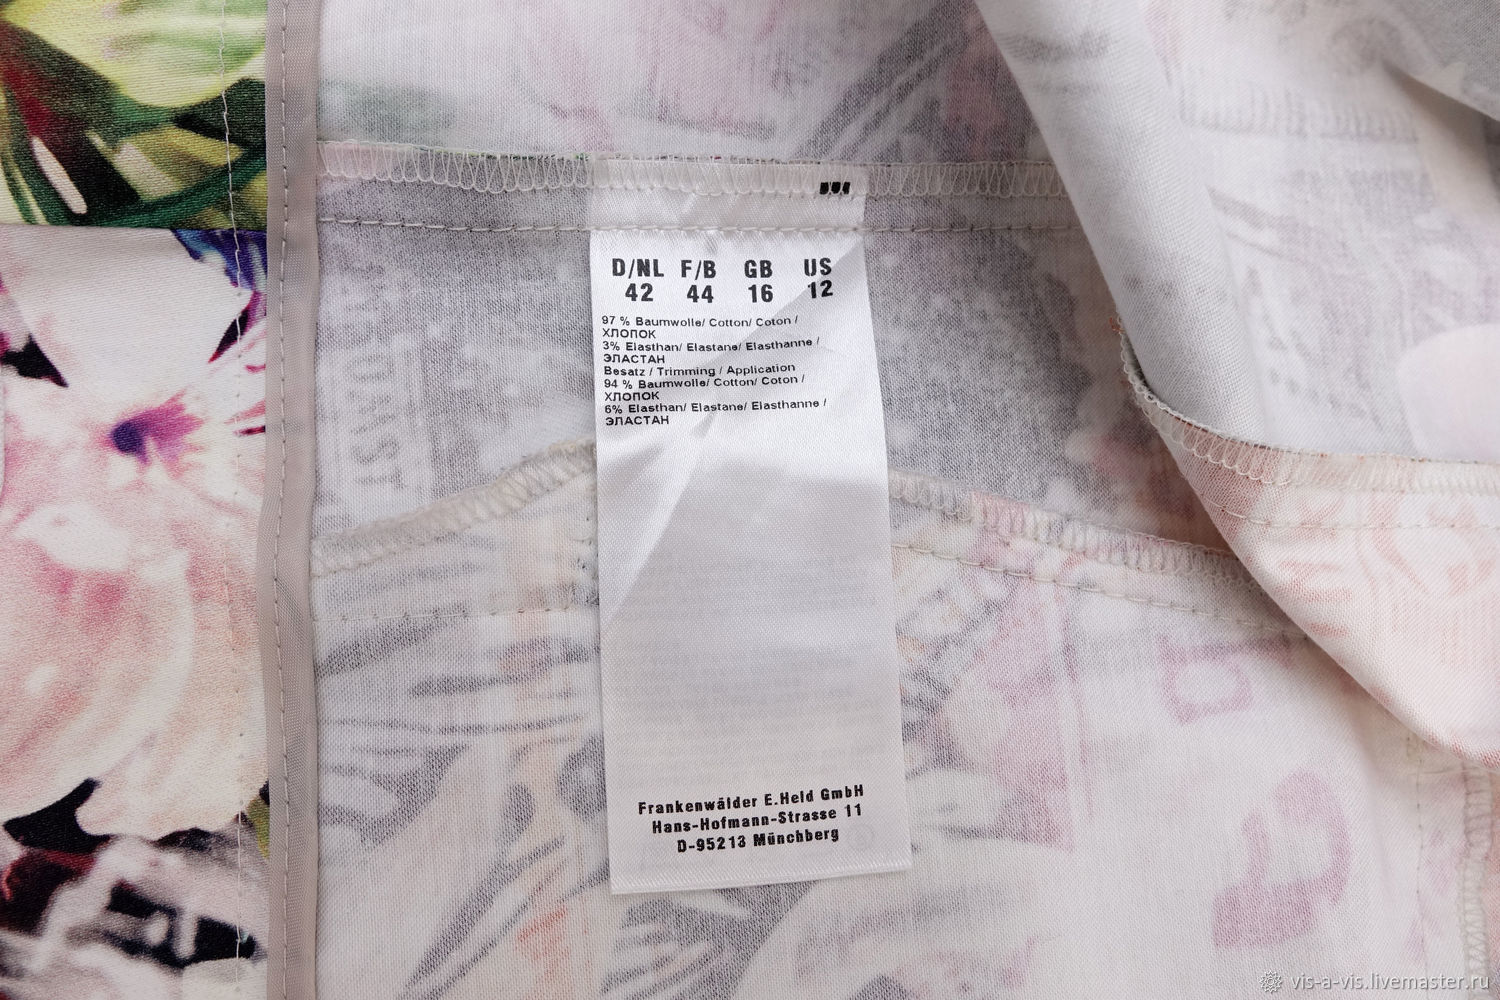 D/NL F/B GB US
42 44 16 12
97 % Baumwolle/ Cotton/ Coton /
ХЛОПОК
3% Elasthan/ Elastane/ Elasthanne /
ЭЛАСТАН
Besatz / Trimming / Application
94 % Baumwolle/ Cotton/ Coton /
ХЛОПОК
6% Elasthan/ Elastane/ Elasthanne /
ЭЛАСТАН
Frankenwälder E.Held GmbH
Hans-Hofmann-Strasse 11
D-95213 Münchberg
vis-a-vis.livemaster.ru